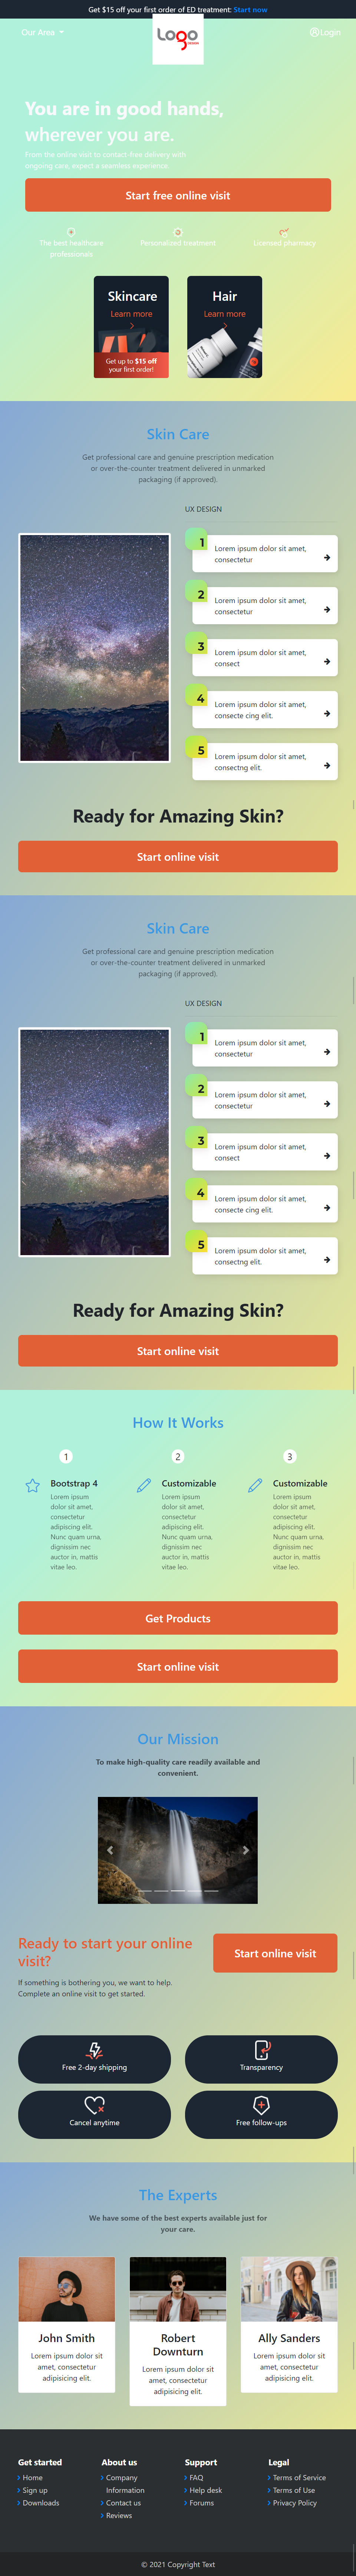 Get $15 off your first order of ED treatment: Start now
Our Area
Logo
DESIGN
Login
You are in good hands,
wherever you are.
From the online visit to contact-free delivery with
ongoing care, expect a seamless experience
Start free online visit
The best healthcare
professionals
Personalized treatment
Licensed pharmacy
Skincare
Learn more
Get up to $15 off
your first order!
Hair
Learn more
Skin Care
Get professional care and genuine prescription medication
or over-the-counter treatment delivered in unmarked
packaging (if approved).
UX DESIGN
1
Lorem ipsum dolor sit amet,
consectetur
2
Lorem ipsum dolor sit amet,
consectetur
3
Lorem ipsum dolor sit amet,
consect
4
Lorem ipsum dolor sit amet,
consecte cing elit.
5
Lorem ipsum dolor sit amet,
consectng elit.
Ready for Amazing Skin?
Start online visit
Skin Care
Get professional care and genuine prescription medication
or over-the-counter treatment delivered in unmarked
packaging (if approved).
UX DESIGN
1
Lorem ipsum dolor sit amet,
consectetur
2
Lorem ipsum dolor sit amet,
consectetur
3
Lorem ipsum dolor sit amet,
consect
4
Lorem ipsum dolor sit amet,
consecte cing elit.
5
Lorem ipsum dolor sit amet,
consectng elit.
Ready for Amazing Skin?
Start online visit
How It Works
1
Bootstrap 4
Lorem ipsum
dolor sit amet,
consectetur
adipiscing elit.
Nunc quam urna,
dignissim nec
auctor in, mattis
vitae leo.
2
Customizable
Lorem ipsum
dolor sit amet,
consectetur
adipiscing elit.
Nunc quam urna,
dignissim nec
auctor in, mattis
vitae leo.
3
Customizable
Lorem ipsum
dolor sit amet,
consectetur
adipiscing elit.
Nunc quam urna,
dignissim nec
auctor in, mattis
vitae leo.
Get Products
Start online visit
Our Mission
To make high-quality care readily available and
convenient.
Ready to start your online
visit?
If something is bothering you, we want to help.
Complete an online visit to get started.
Start online visit
Free 2-day shipping
Transparency
Cancel anytime
Free follow-ups
The Experts
We have some of the best experts available just for
your care.
John Smith
Lorem ipsum dolor sit
amet, consectetur
adipisicing elit.
Robert
Downturn
Lorem ipsum dolor sit
amet, consectetur
adipisicing elit.
Ally Sanders
Lorem ipsum dolor sit
amet, consectetur
adipisicing elit.
Get started
Home
Sign up
Downloads
About us
Company
Information
Contact us
Reviews
Support
FAQ
Help desk
Forums
Legal
Terms of Service
Terms of Use
Privacy Policy
© 2021 Copyright Text